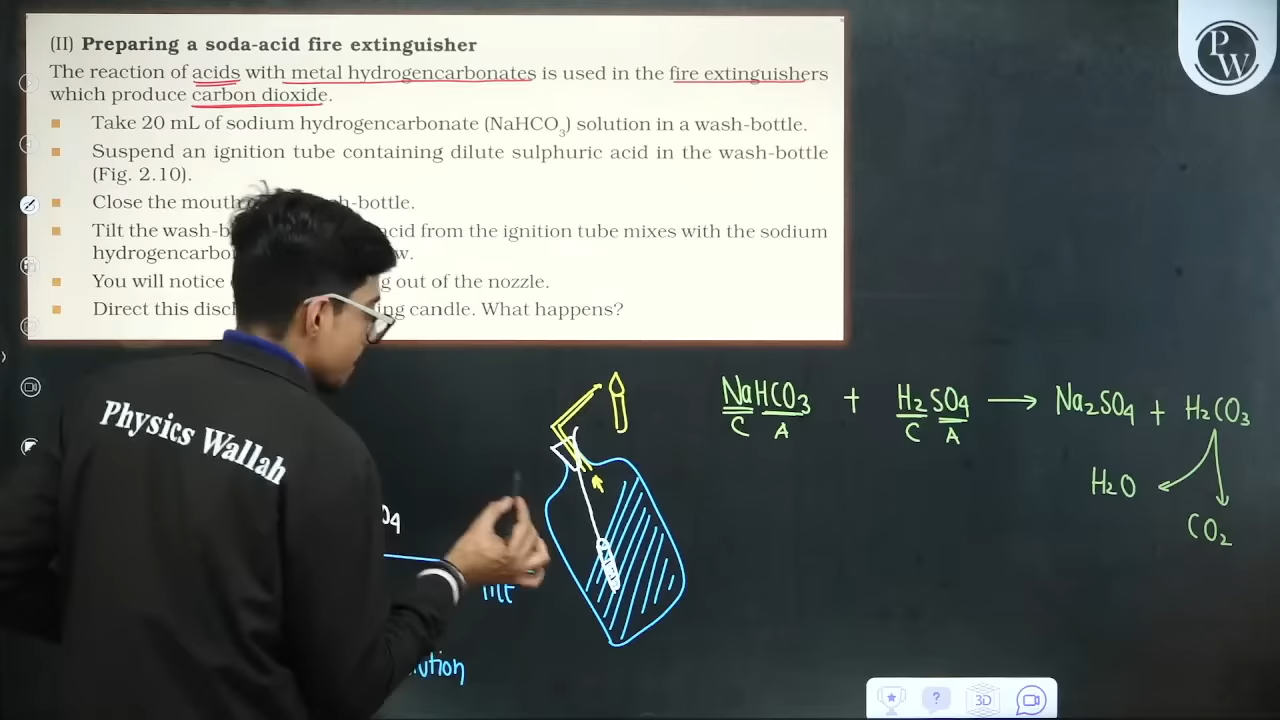 (II) Preparing a soda-acid fire extinguisher
The reaction of acids with metal hydrogencarbonates is used in the fire extinguishers
which produce carbon dioxide.
Take 20 mL of sodium hydrogencarbonate (NaHCO₃) solution in a wash-bottle.
Suspend an ignition tube containing dilute sulphuric acid in the wash-bottle
(Fig. 2.10).
Close the mouth h-bottle.
Tilt the wash-b acid from the ignition tube mixes with the sodium
hydrogencarbo w.
You will notice g out of the nozzle.
Direct this disc ing candle. What happens?
PW
NaHCO₃ + H₂SO₄ → Na₂SO₄ + H₂CO₃
C A C A
H₂O
CO₂
Physics Wallah
O₄
ution
3D